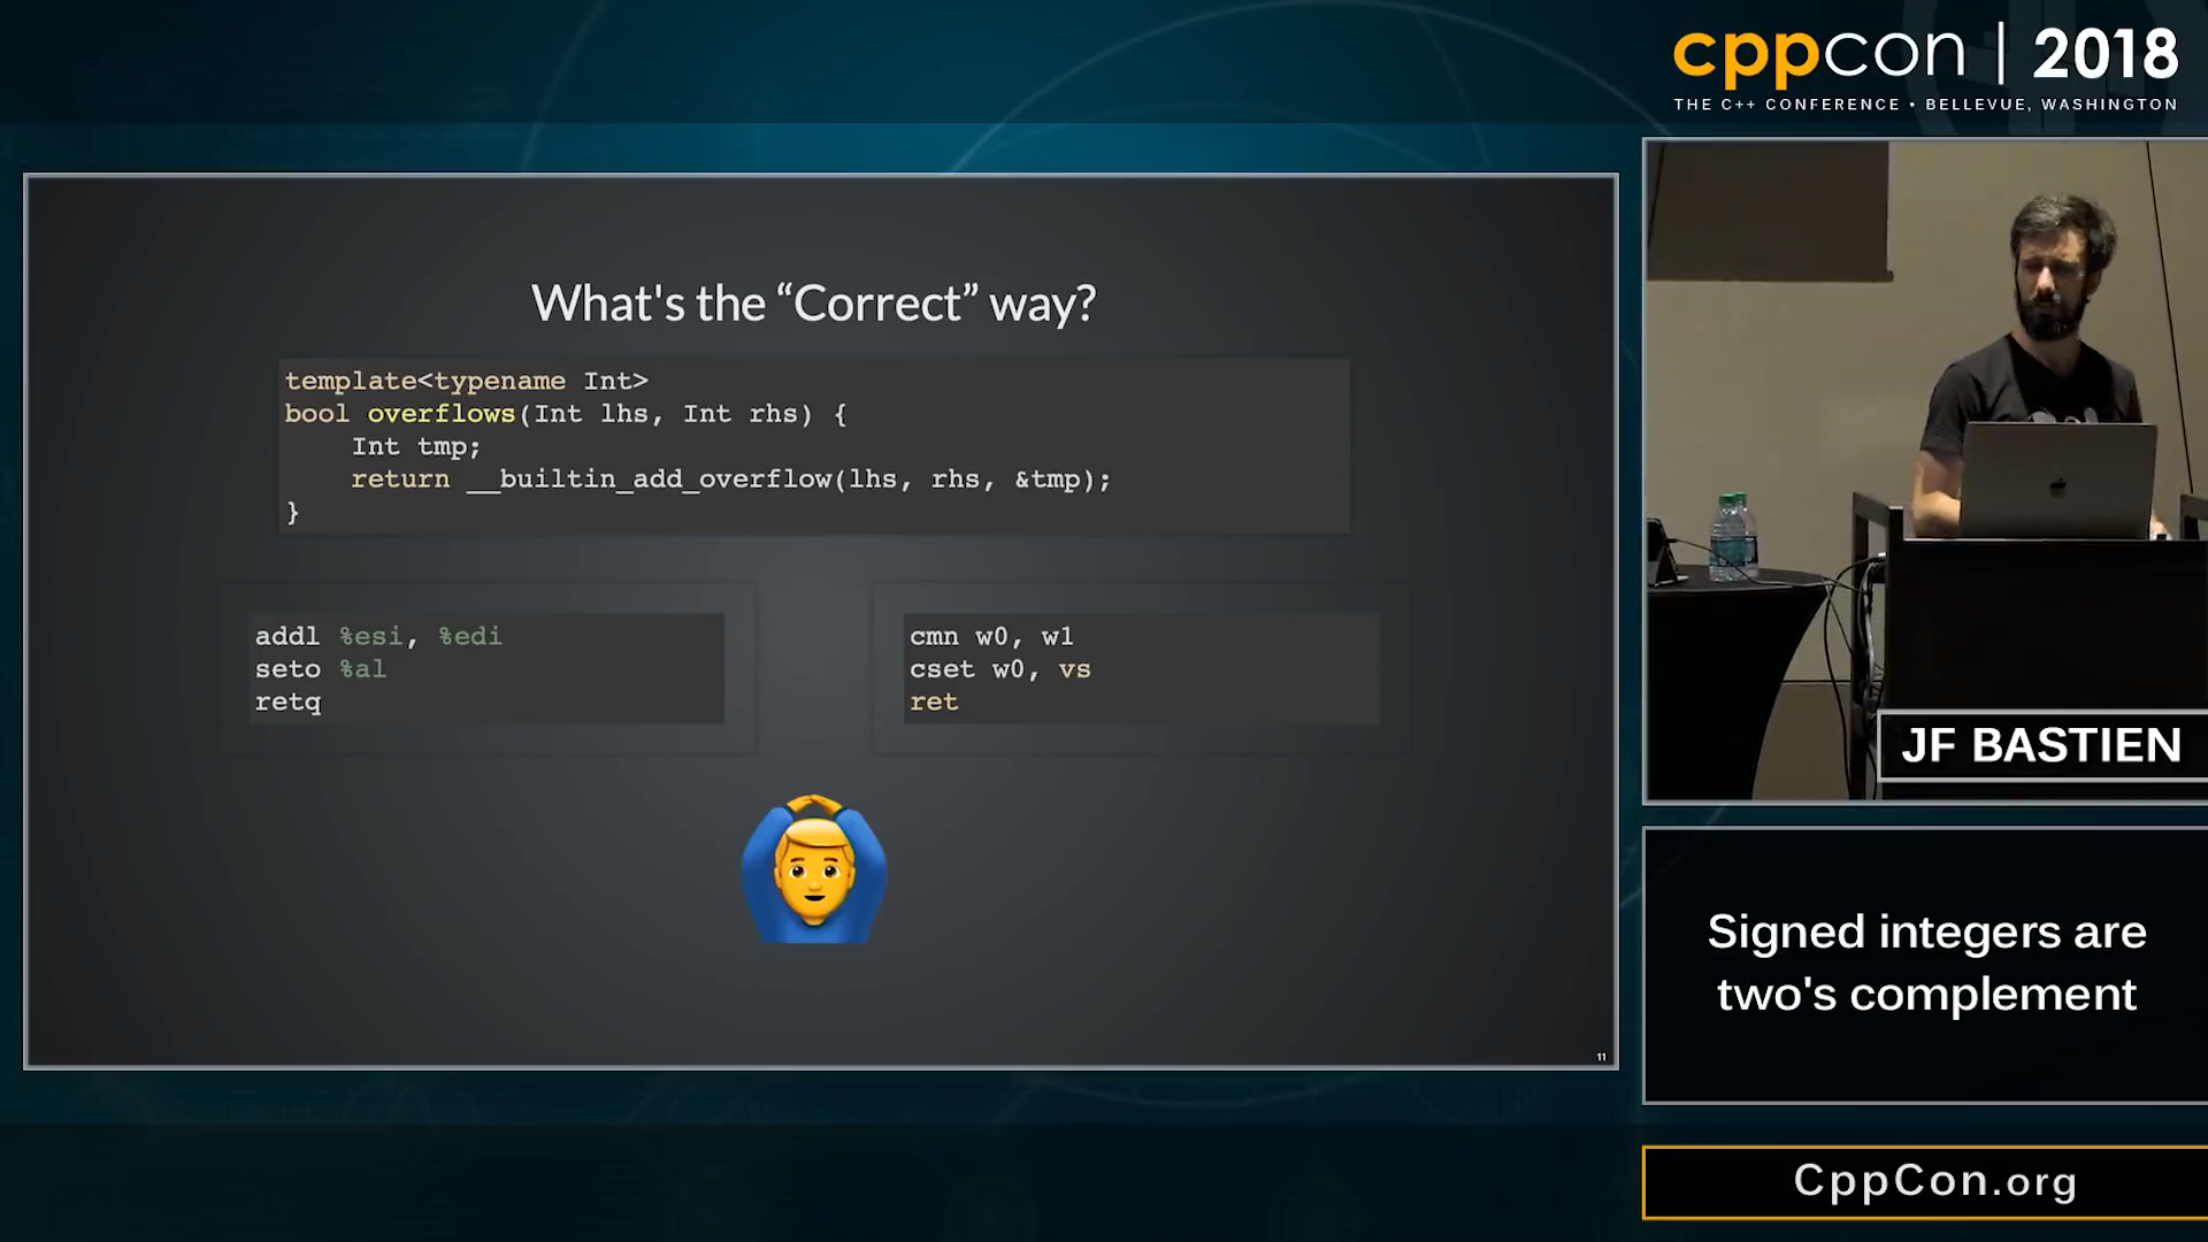 cppcon | 2018
THE C++ CONFERENCE • BELLEVUE, WASHINGTON
What's the “Correct” way?
template<typename Int>
bool overflows(Int lhs, Int rhs) {
    Int tmp;
    return __builtin_add_overflow(lhs, rhs, &tmp);
}
addl %esi, %edi
seto %al
retq
cmn w0, w1
cset w0, vs
ret
11
JF BASTIEN
Signed integers are
two's complement
CppCon.org